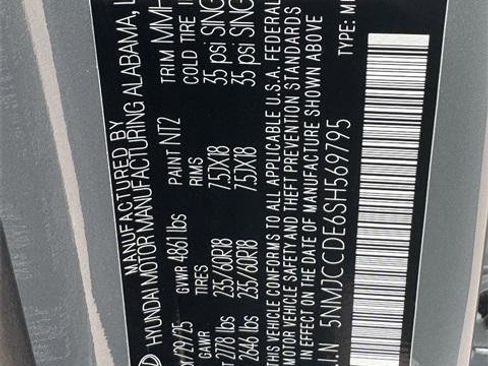 MANUFACTURED BY
HYUNDAI MOTOR MANUFACTURING ALABAMA, L
/29/25 GVWR 4861 lbs PAINT NT2 TRIM MMH
GAWR TIRES RIMS COLD TIRE
2778 lbs 235/60R18 7.5JX18 35 psi SING
2646 lbs 235/60R18 7.5JX18 35 psi SING
THIS VEHICLE CONFORMS TO ALL APPLICABLE U.S.A. FEDERAL
MOTOR VEHICLE SAFETY AND THEFT PREVENTION STANDARDS
IN EFFECT ON THE DATE OF MANUFACTURE SHOWN ABOVE
V.I.N 5NMJCCDE6SH569795 TYPE: